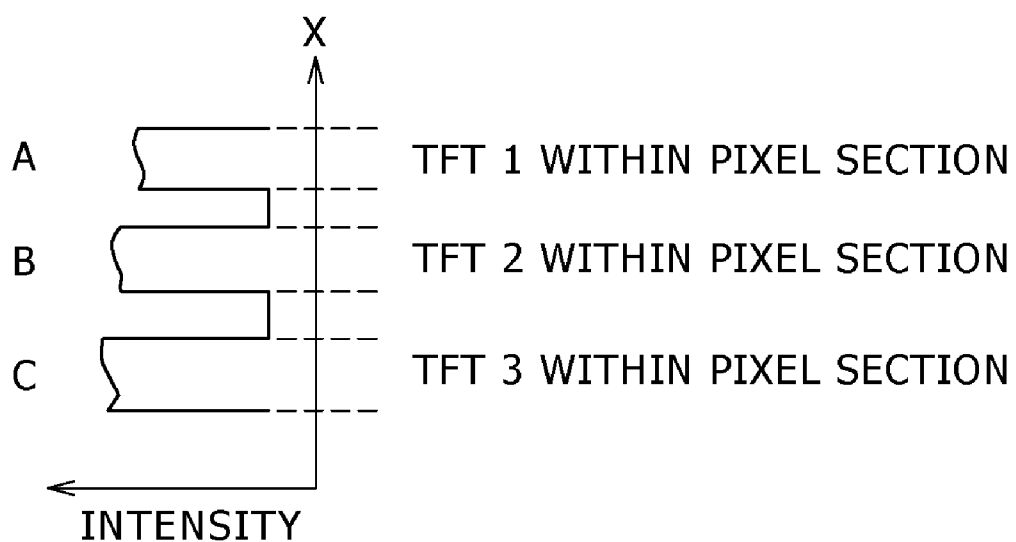 X
A
TFT 1 WITHIN PIXEL SECTION
B
TFT 2 WITHIN PIXEL SECTION
C
TFT 3 WITHIN PIXEL SECTION
INTENSITY